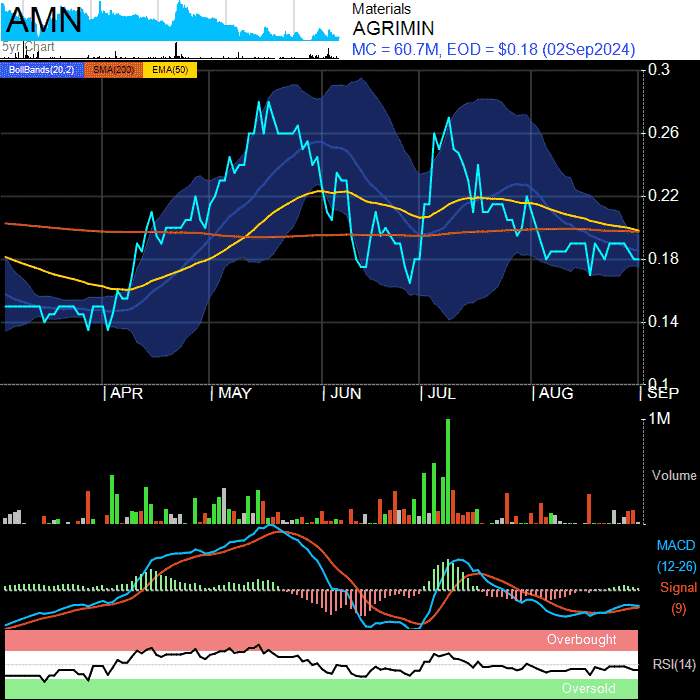 AMN
5yr Chart
Materials
AGRIMIN
MC = 60.7M, EOD = $0.18 (02Sep2024)
BollBands(20,2) SMA(200) EMA(50)
0.3
0.26
0.22
0.18
0.14
0.1
APR MAY JUN JUL AUG SEP
1M
Volume
MACD
(12-26)
Signal
(9)
Overbought
RSI(14)
Oversold